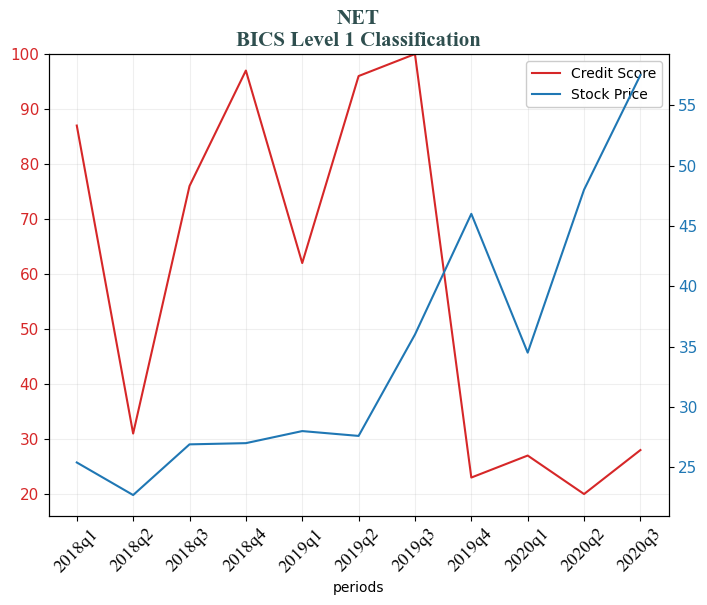 NET
BICS Level 1 Classification
100
90
80
70
60
50
40
30
20
Credit Score
Stock Price
55
50
45
40
35
30
25
2018q1 2018q2 2018q3 2018q4 2019q1 2019q2 2019q3 2019q4 2020q1 2020q2 2020q3
periods